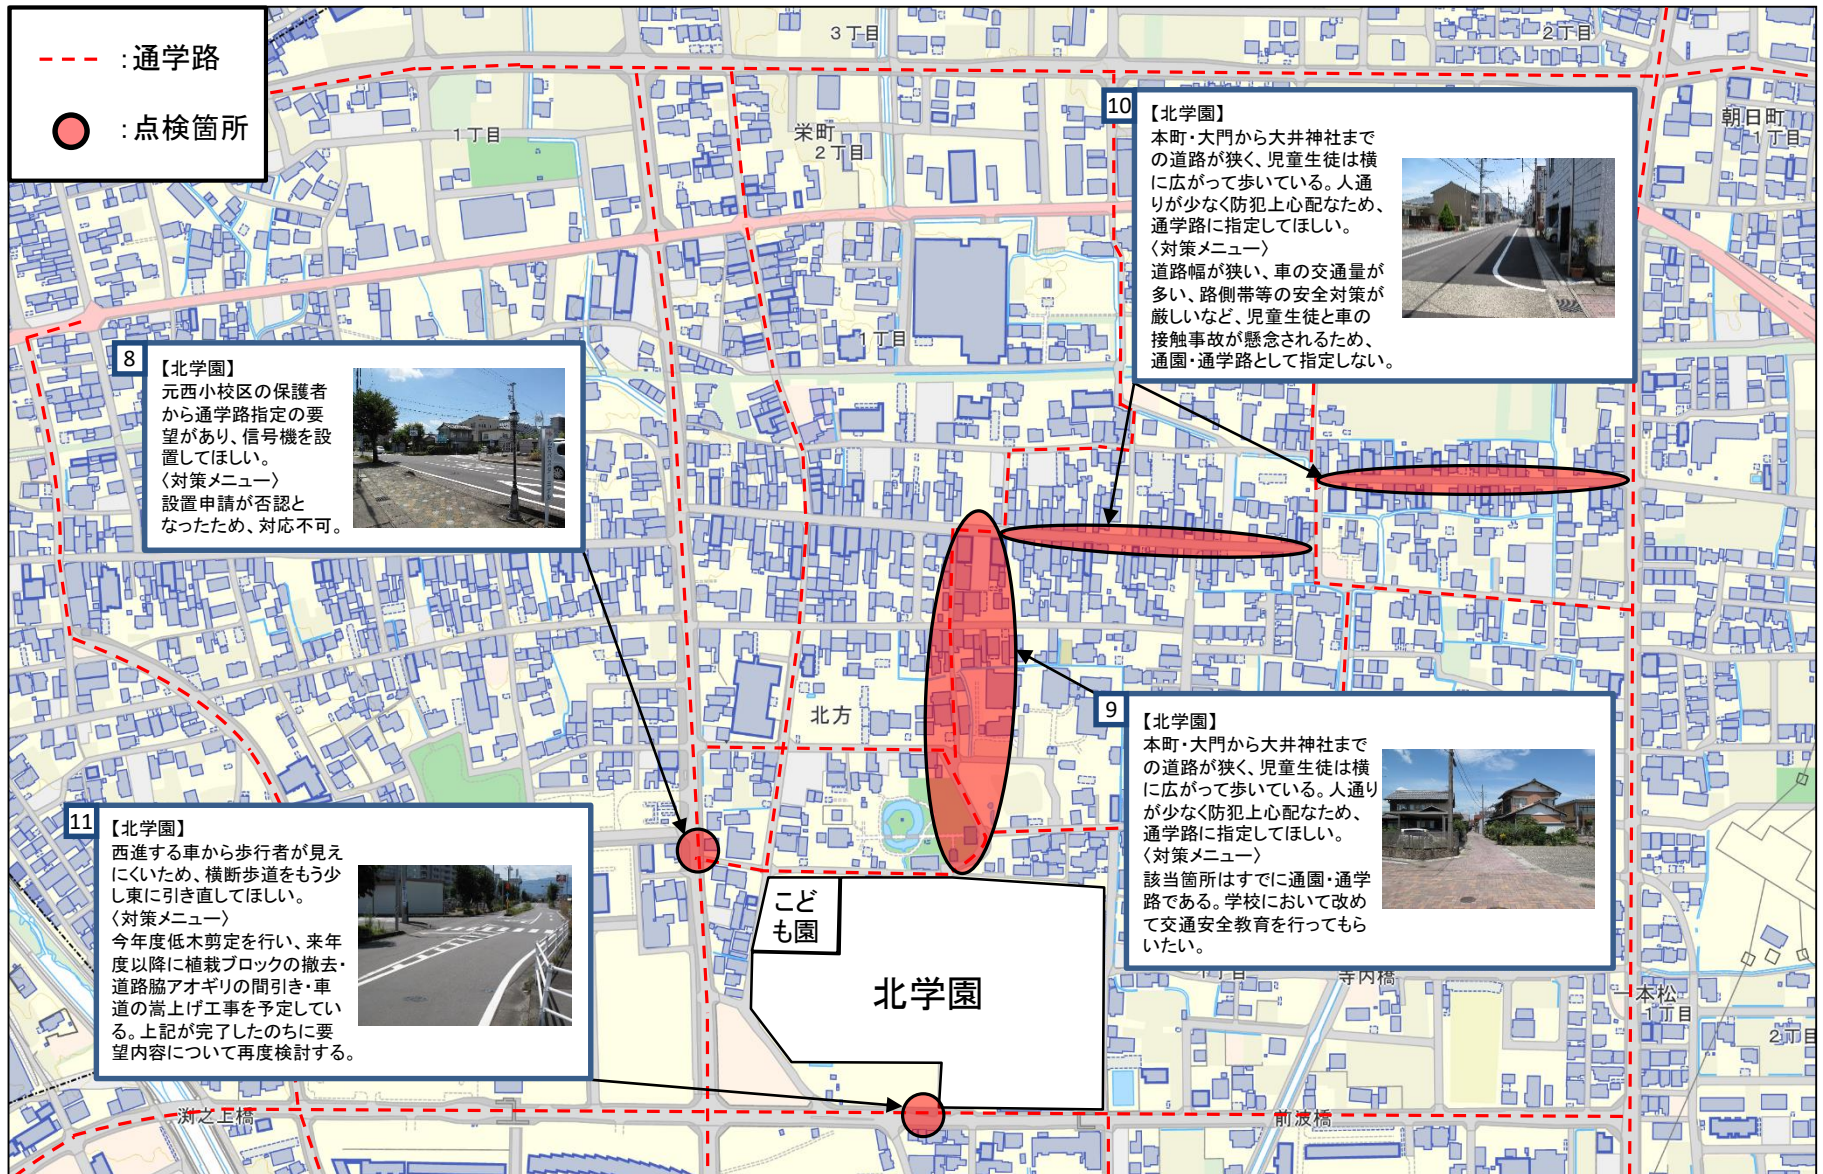 ：通学路
：点検箇所
3丁目
2丁目
1丁目
栄町
2丁目
朝日町
1丁目
1丁目
10
【北学園】
本町・大門から大井神社まで
の道路が狭く、児童生徒は横
に広がって歩いている。人通
りが少なく防犯上心配なため、
通学路に指定してほしい。
〈対策メニュー〉
道路幅が狭い、車の交通量が
多い、路側帯等の安全対策が
厳しいなど、児童生徒と車の
接触事故が懸念されるため、
通園・通学路として指定しない。
8
【北学園】
元西小校区の保護者
から通学路指定の要
望があり、信号機を設
置してほしい。
〈対策メニュー〉
設置申請が否認と
なったため、対応不可。
北方
9
【北学園】
本町・大門から大井神社まで
の道路が狭く、児童生徒は横
に広がって歩いている。人通り
が少なく防犯上心配なため、
通学路に指定してほしい。
〈対策メニュー〉
該当箇所はすでに通園・通学
路である。学校において改め
て交通安全教育を行ってもら
いたい。
11
【北学園】
西進する車から歩行者が見え
にくいため、横断歩道をもう少
し東に引き直してほしい。
〈対策メニュー〉
今年度低木剪定を行い、来年
度以降に植栽ブロックの撤去・
道路脇アオギリの間引き・車
道の嵩上げ工事を予定してい
る。上記が完了したのちに要
望内容について再度検討する。
こど
も園
北学園
寺内橋
一本松
1丁目
2丁目
渕之上橋
前波橋